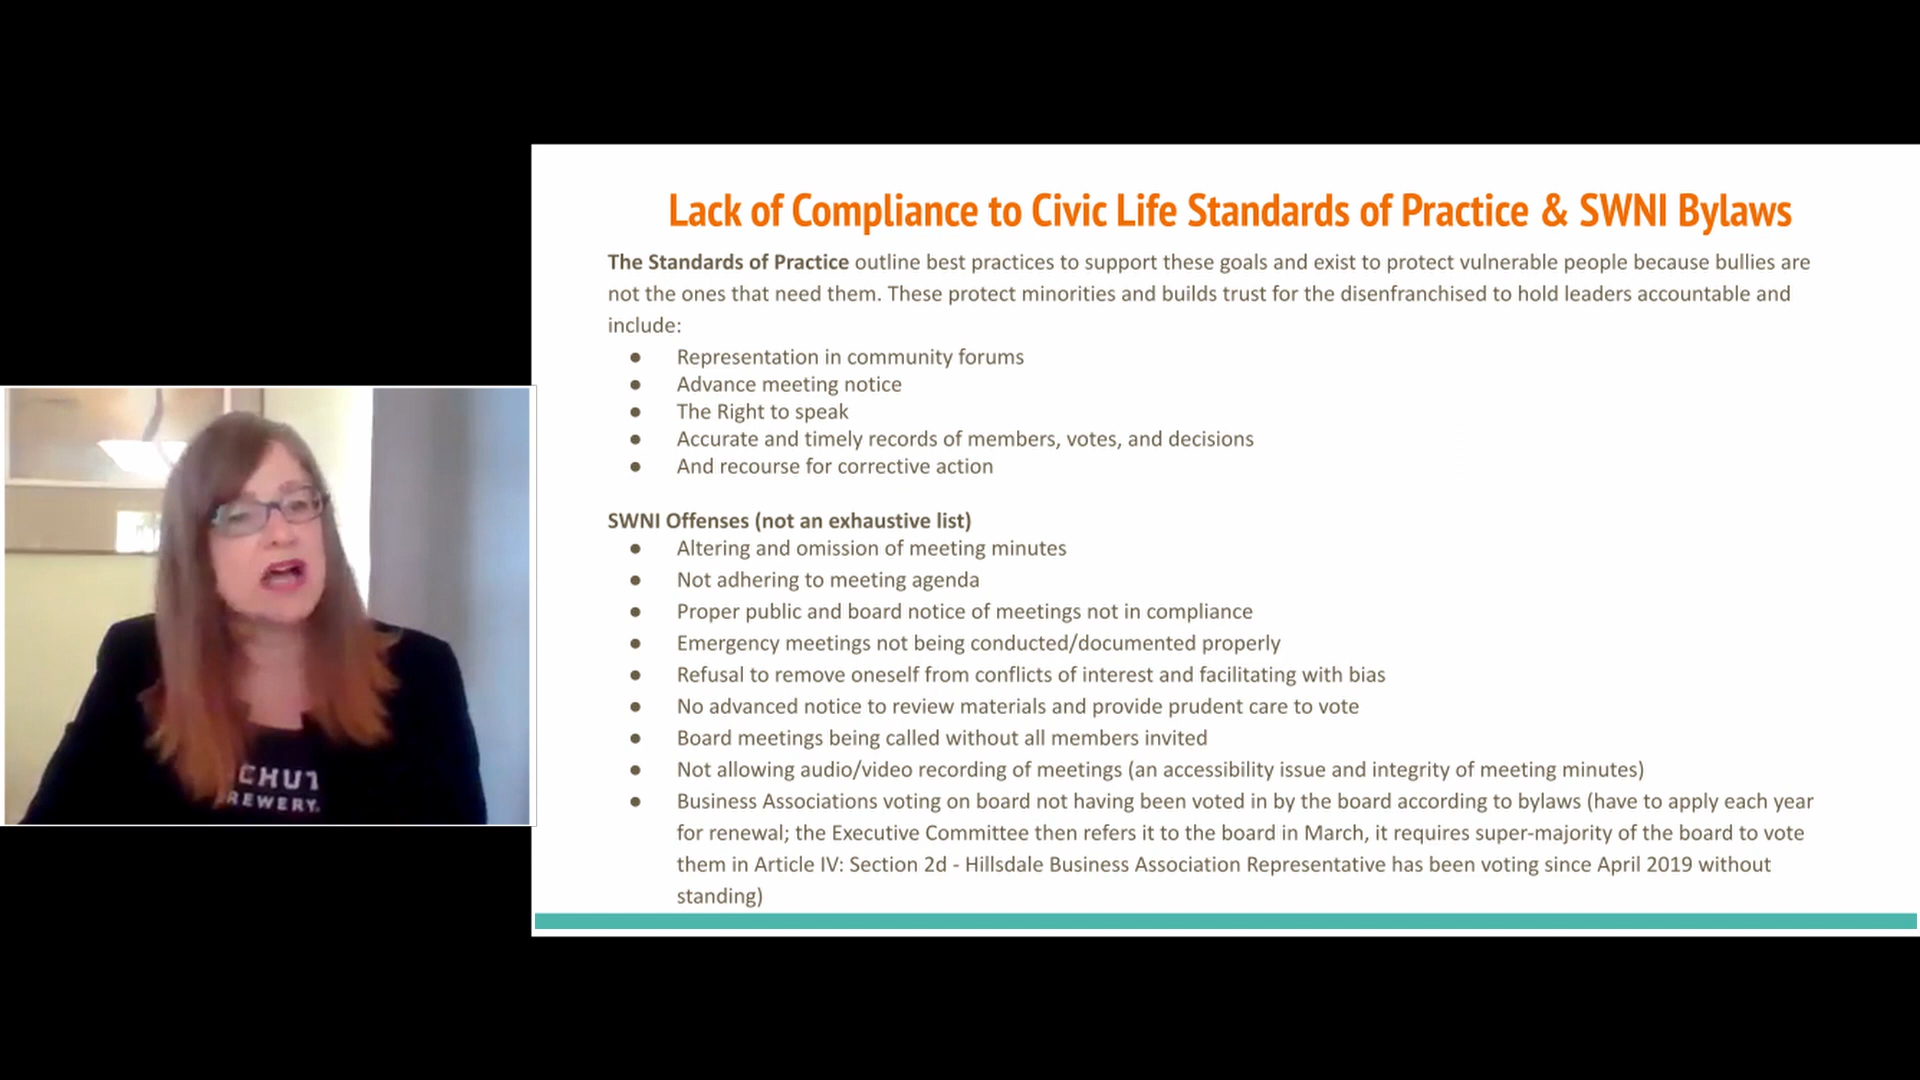 Lack of Compliance to Civic Life Standards of Practice & SWNI Bylaws
The Standards of Practice outline best practices to support these goals and exist to protect vulnerable people because bullies are
not the ones that need them. These protect minorities and builds trust for the disenfranchised to hold leaders accountable and
include:
● Representation in community forums
● Advance meeting notice
● The Right to speak
● Accurate and timely records of members, votes, and decisions
● And recourse for corrective action
SWNI Offenses (not an exhaustive list)
● Altering and omission of meeting minutes
● Not adhering to meeting agenda
● Proper public and board notice of meetings not in compliance
● Emergency meetings not being conducted/documented properly
● Refusal to remove oneself from conflicts of interest and facilitating with bias
● No advanced notice to review materials and provide prudent care to vote
● Board meetings being called without all members invited
● Not allowing audio/video recording of meetings (an accessibility issue and integrity of meeting minutes)
● Business Associations voting on board not having been voted in by the board according to bylaws (have to apply each year
for renewal; the Executive Committee then refers it to the board in March, it requires super-majority of the board to vote
them in Article IV: Section 2d - Hillsdale Business Association Representative has been voting since April 2019 without
standing)
CHUT
REWERY.